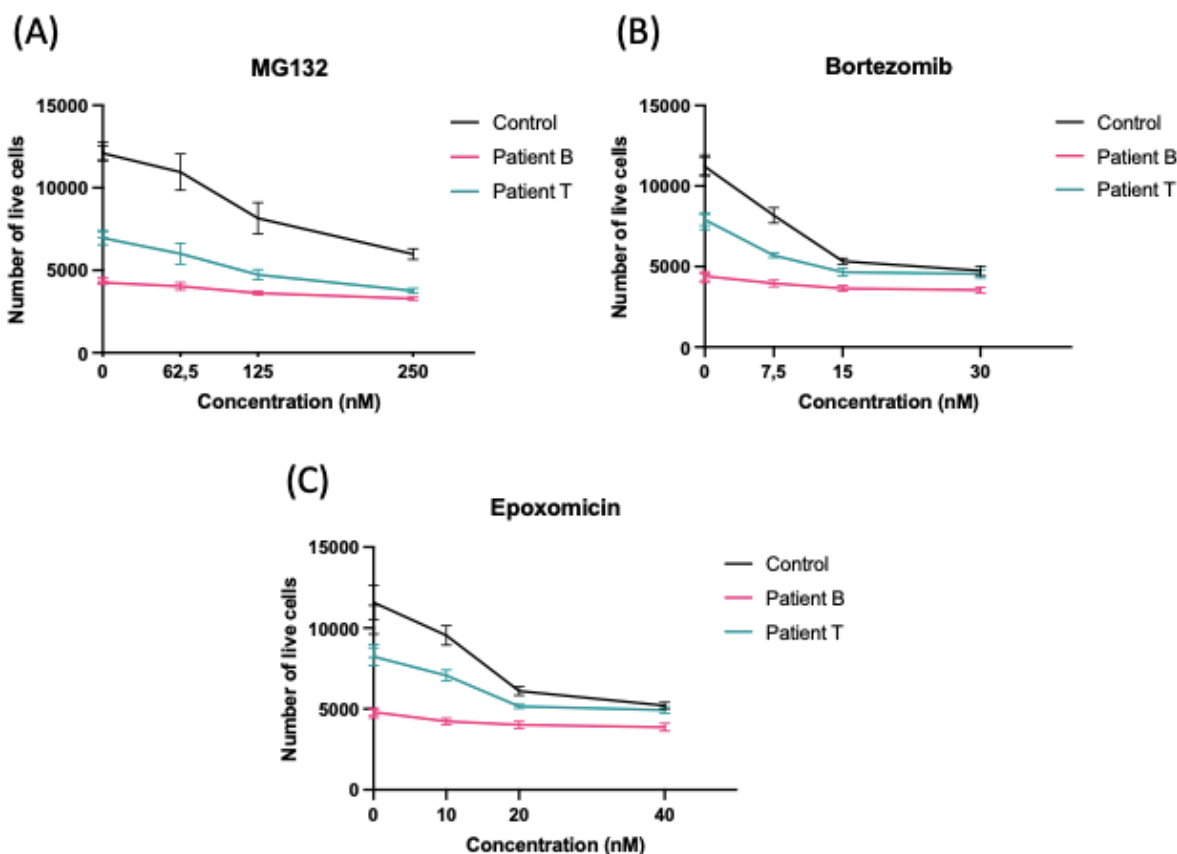 (A)
MG132
15000
10000
5000
0
Number of live cells
0 62,5 125 250
Concentration (nM)
Control
Patient B
Patient T
(B)
Bortezomib
15000
10000
5000
0
Number of live cells
0 7,5 15 30
Concentration (nM)
Control
Patient B
Patient T
(C)
Epoxomicin
15000
10000
5000
0
Number of live cells
0 10 20 40
Concentration (nM)
Control
Patient B
Patient T